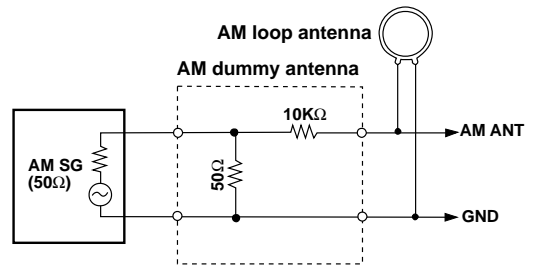 AM loop antenna
AM dummy antenna
10KΩ
AM ANT
AM SG
(50Ω)
50Ω
GND